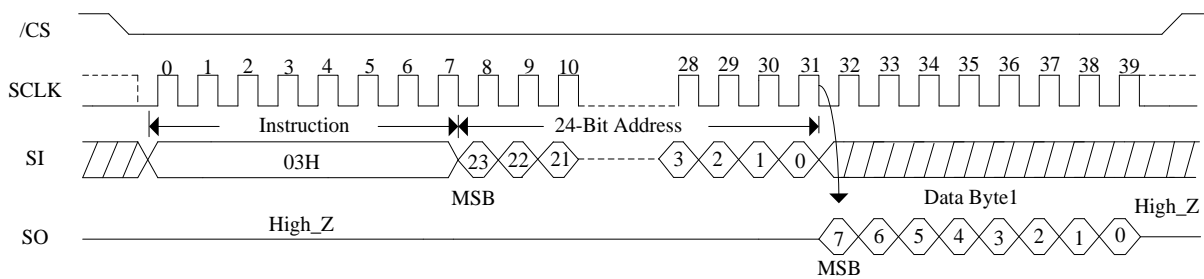 /CS
0 1 2 3 4 5 6 7 8 9 10 28 29 30 31 32 33 34 35 36 37 38 39
SCLK
Instruction 24-Bit Address
SI 03H 23 22 21 3 2 1 0
MSB Data Byte1
High_Z High_Z
SO 7 6 5 4 3 2 1 0
MSB